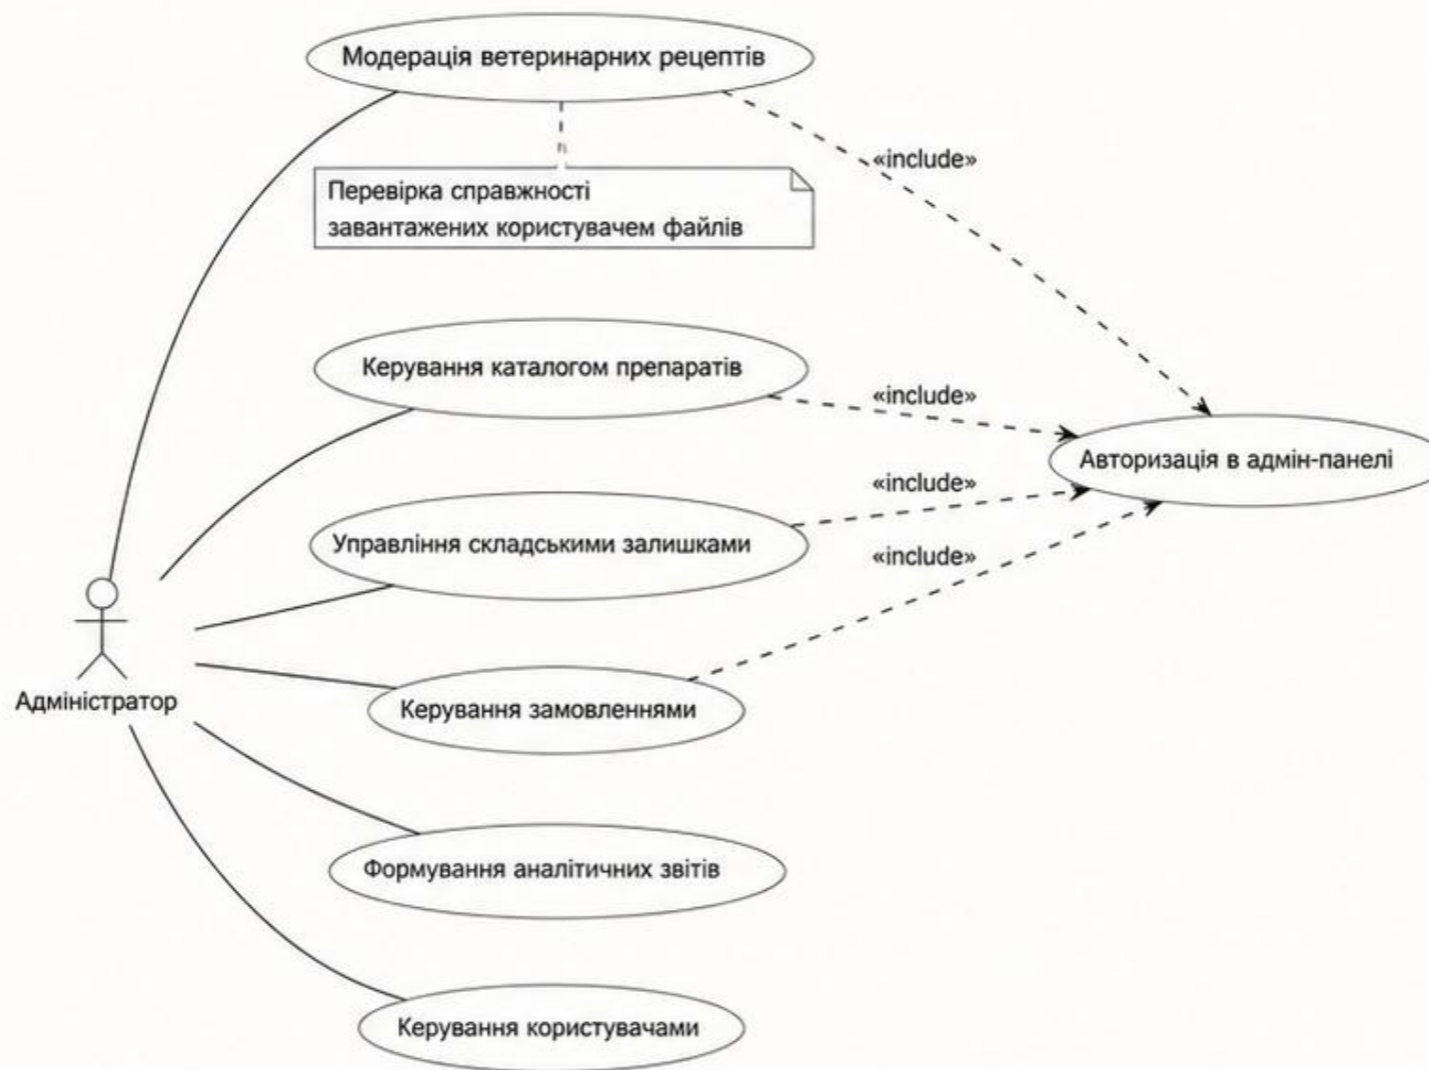 Модерація ветеринарних рецептів
«include»
Перевірка справжності
завантажених користувачем файлів
Керування каталогом препаратів
«include»
Авторизація в адмін-панелі
«include»
Управління складськими залишками
«include»
Адміністратор
Керування замовленнями
Формування аналітичних звітів
Керування користувачами